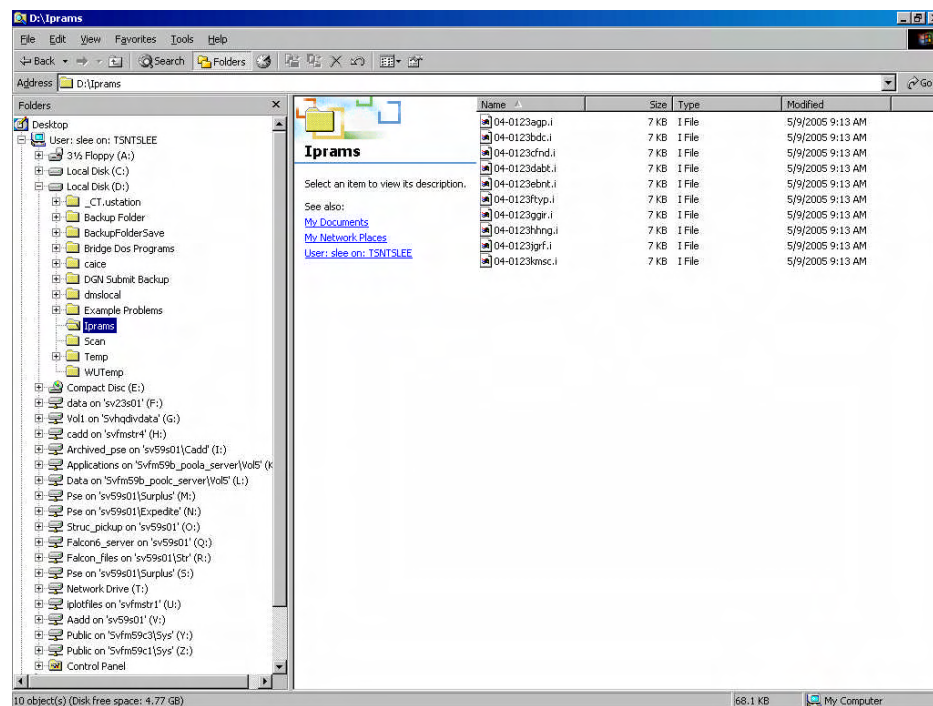 D:\Iprams
File Edit View Favorites Tools Help
Back Search Folders
Address D:\Iprams Go
Folders
Desktop
User: slee on: TSNTSLEE
3½ Floppy (A:)
Local Disk (C:)
Local Disk (D:)
_CT.ustation
Backup Folder
BackupFolderSave
Bridge Dos Programs
caice
DGN Submit Backup
dmslocal
Example Problems
Iprams
Scan
Temp
WUTemp
Compact Disc (E:)
data on 'sv23s01' (F:)
Vol1 on 'Svhqdivdata' (G:)
cadd on 'svfmstr4' (H:)
Archived_pse on 'sv59s01\Cadd' (I:)
Applications on 'Svfm59b_poola_server\Vol5' (K
Data on 'Svfm59b_poolc_server\Vol5' (L:)
Pse on 'sv59s01\Surplus' (M:)
Pse on 'sv59s01\Expedite' (N:)
Struc_pickup on 'sv59s01' (O:)
Falcon6_server on 'sv59s01' (Q:)
Falcon_files on 'sv59s01\Str' (R:)
Pse on 'sv59s01\Surplus' (S:)
Network Drive (T:)
iplotfiles on 'svfmstr1' (U:)
Aadd on 'sv59s01' (V:)
Public on 'Svfm59c3\Sys' (Y:)
Public on 'Svfm59c1\Sys' (Z:)
Control Panel
Iprams
Select an item to view its description.
See also:
My Documents
My Network Places
User: slee on: TSNTSLEE
Name Size Type Modified
04-0123agp.i 7 KB I File 5/9/2005 9:13 AM
04-0123bdc.i 7 KB I File 5/9/2005 9:13 AM
04-0123cfnd.i 7 KB I File 5/9/2005 9:13 AM
04-0123dabt.i 7 KB I File 5/9/2005 9:13 AM
04-0123ebnt.i 7 KB I File 5/9/2005 9:13 AM
04-0123ftyp.i 7 KB I File 5/9/2005 9:13 AM
04-0123ggir.i 7 KB I File 5/9/2005 9:13 AM
04-0123hhng.i 7 KB I File 5/9/2005 9:13 AM
04-0123jgrf.i 7 KB I File 5/9/2005 9:13 AM
04-0123kmsc.i 7 KB I File 5/9/2005 9:13 AM
10 object(s) (Disk free space: 4.77 GB) 68.1 KB My Computer